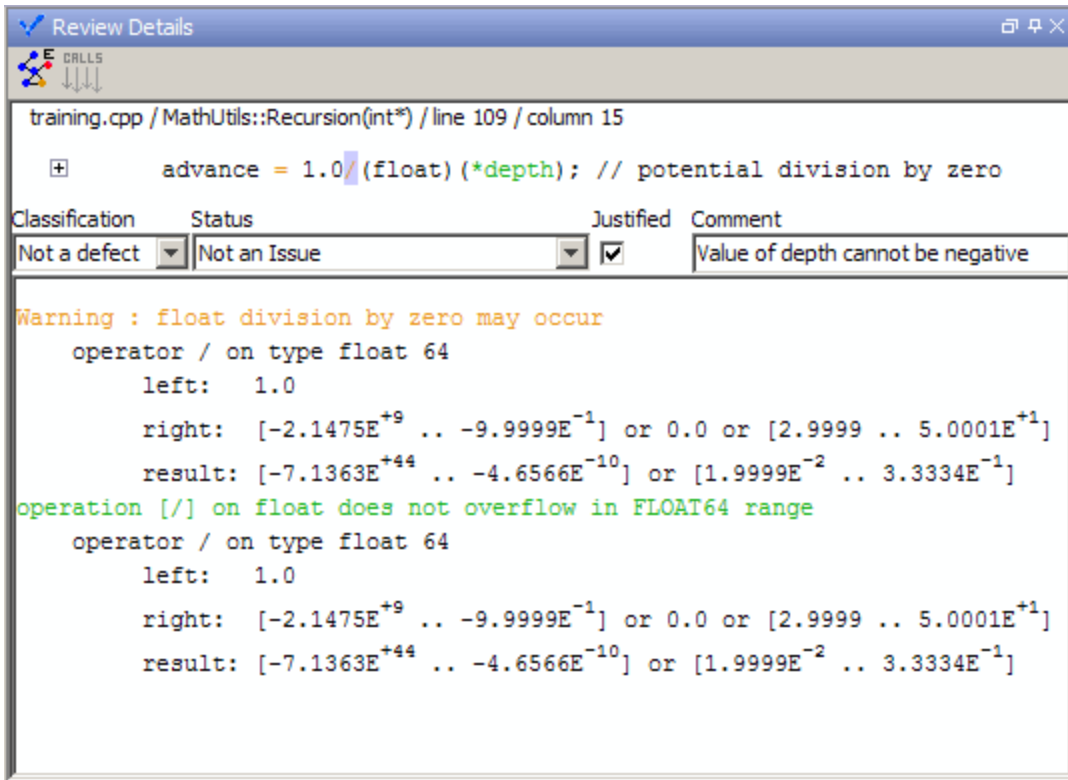 Review Details
E CALLS
training.cpp / MathUtils::Recursion(int*) / line 109 / column 15
advance = 1.0/(float)(*depth); // potential division by zero
Classification Status Justified Comment
Not a defect Not an Issue Value of depth cannot be negative
Warning : float division by zero may occur
operator / on type float 64
left: 1.0
right: [-2.1475E+9 .. -9.9999E-1] or 0.0 or [2.9999 .. 5.0001E+1]
result: [-7.1363E+44 .. -4.6566E-10] or [1.9999E-2 .. 3.3334E-1]
operation [/] on float does not overflow in FLOAT64 range
operator / on type float 64
left: 1.0
right: [-2.1475E+9 .. -9.9999E-1] or 0.0 or [2.9999 .. 5.0001E+1]
result: [-7.1363E+44 .. -4.6566E-10] or [1.9999E-2 .. 3.3334E-1]